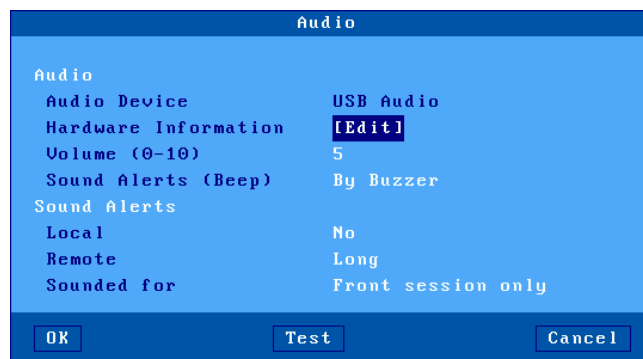 Audio
Audio
Audio Device USB Audio
Hardware Information [Edit]
Volume (0-10) 5
Sound Alerts (Beep) By Buzzer
Sound Alerts
Local No
Remote Long
Sounded for Front session only
OK Test Cancel